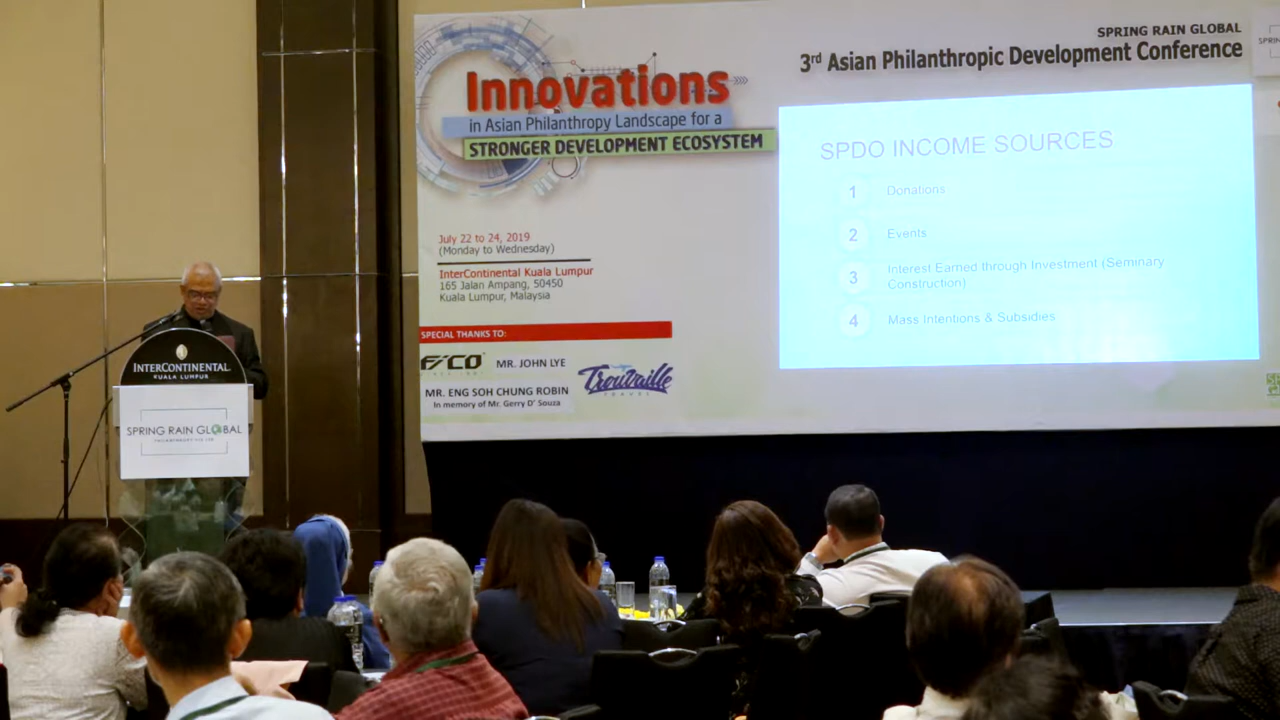 SPRING RAIN GLOBAL
3rd Asian Philanthropic Development Conference
Innovations
in Asian Philanthropy Landscape for a
STRONGER DEVELOPMENT ECOSYSTEM
July 22 to 24, 2019
(Monday to Wednesday)
InterContinental Kuala Lumpur
165 Jalan Ampang, 50450
Kuala Lumpur, Malaysia
SPECIAL THANKS TO:
MR. JOHN LYE
Trouvaille
TRAVEL
MR. ENG SOH CHUNG ROBIN
In memory of Mr. Gerry D' Souza
SPDO INCOME SOURCES
1 Donations
2 Events
3 Interest Earned through Investment (Seminary
Construction)
4 Mass Intentions & Subsidies
INTERCONTINENTAL
KUALA LUMPUR
SPRING RAIN GLOBAL